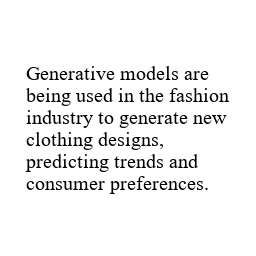 Generative models are
being used in the fashion
industry to generate new
clothing designs,
predicting trends and
consumer preferences.